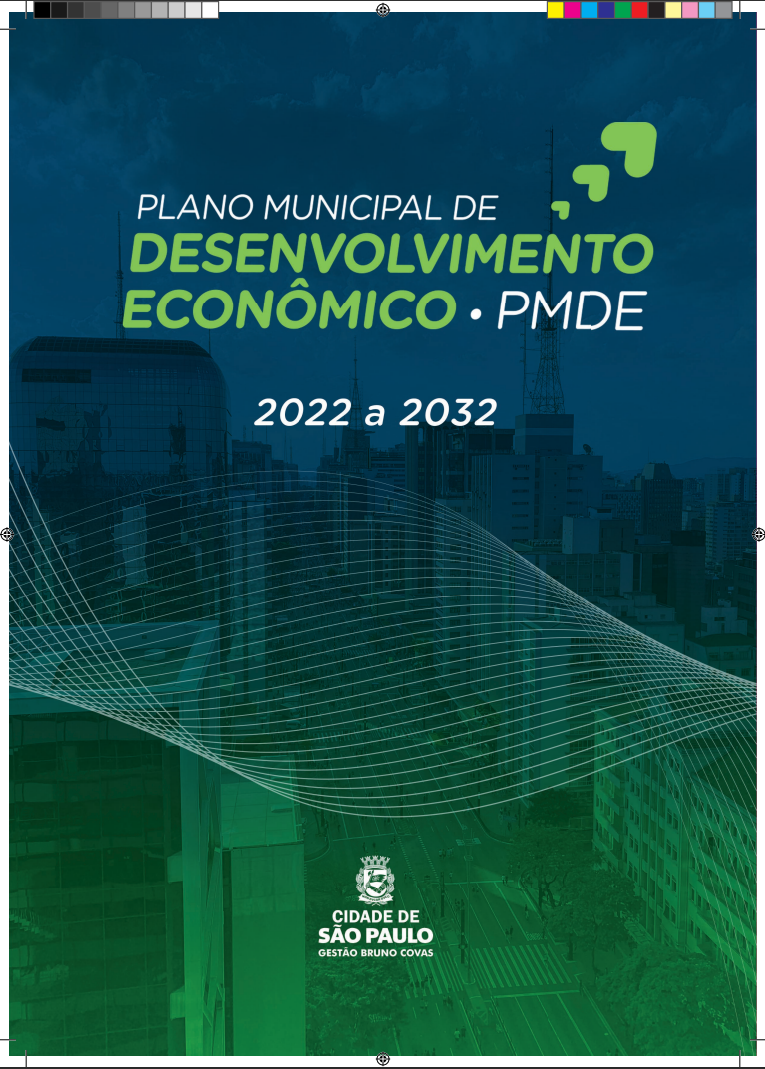 PLANO MUNICIPAL DE
DESENVOLVIMENTO
ECONÔMICO • PMDE
2022 a 2032
CIDADE DE
SÃO PAULO
GESTÃO BRUNO COVAS